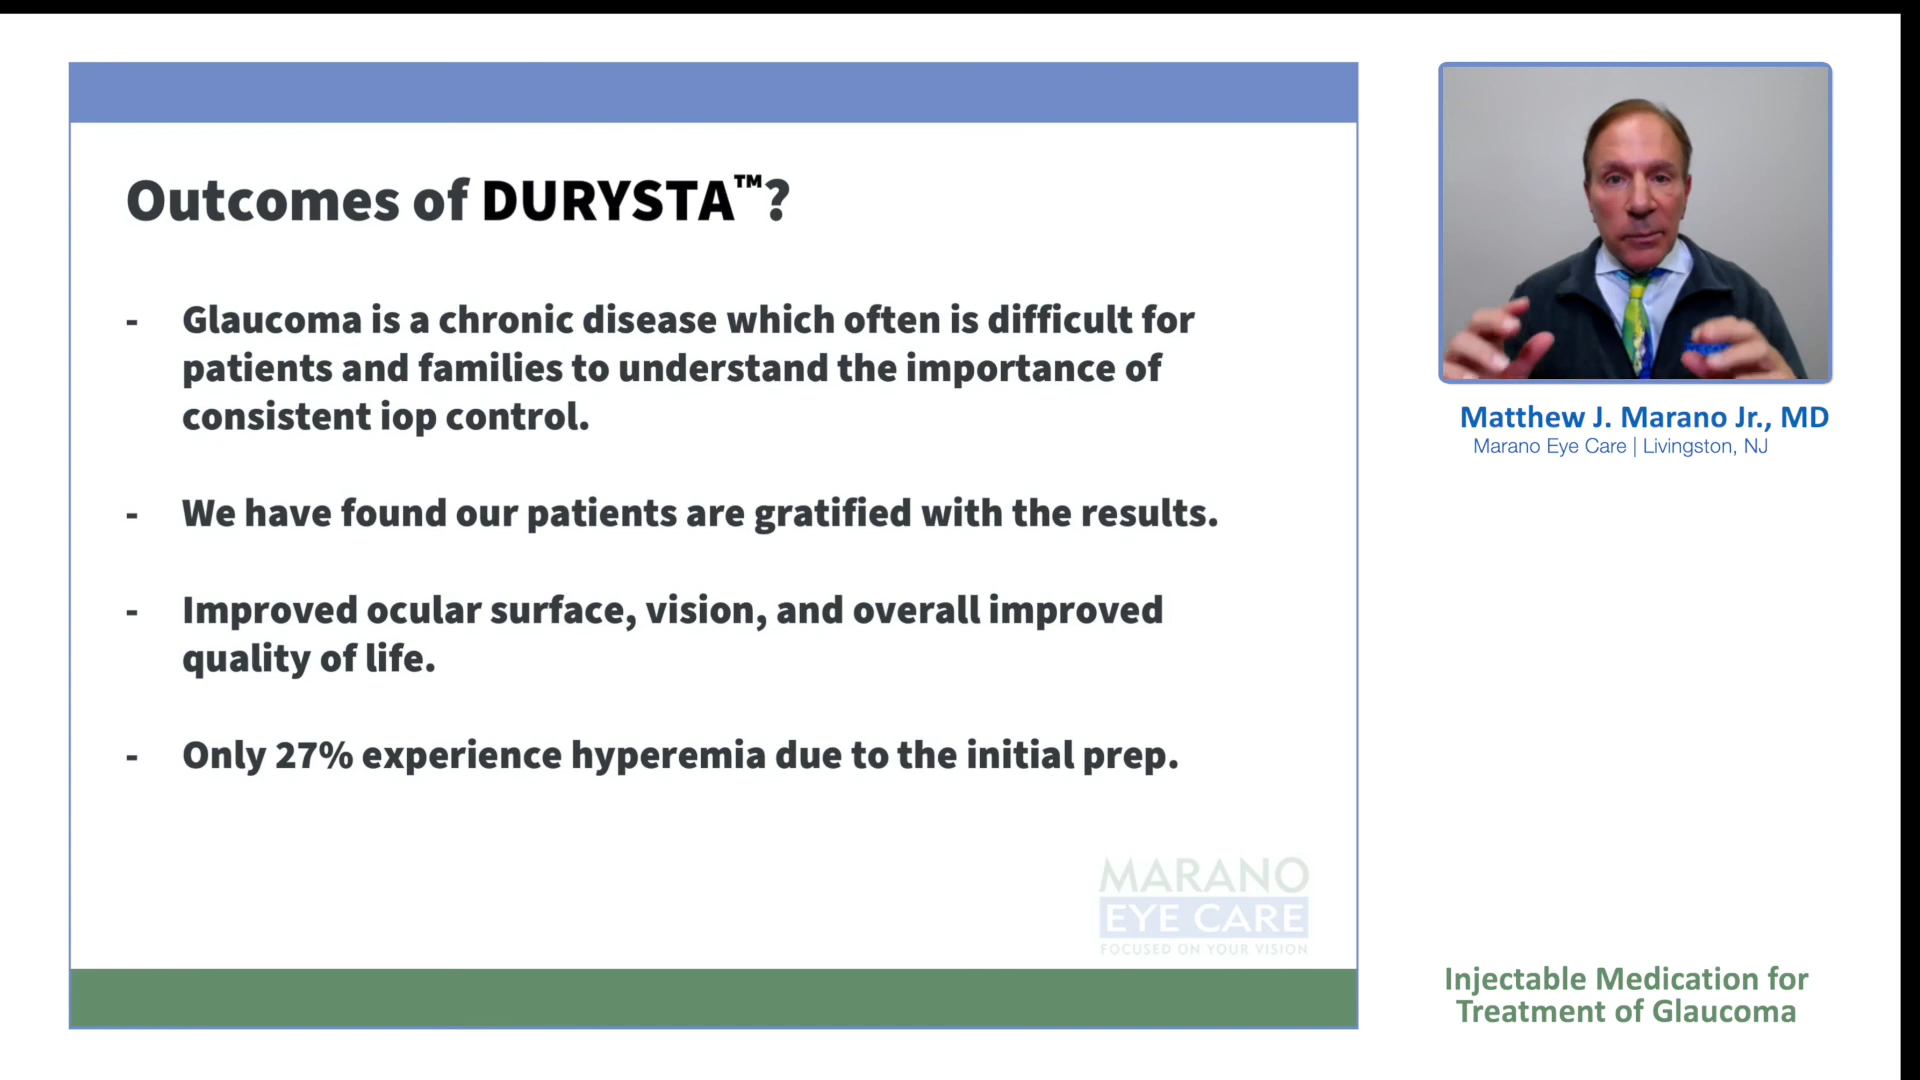 Outcomes of DURYSTA™?
- Glaucoma is a chronic disease which often is difficult for
patients and families to understand the importance of
consistent iop control.
- We have found our patients are gratified with the results.
- Improved ocular surface, vision, and overall improved
quality of life.
- Only 27% experience hyperemia due to the initial prep.
MARANO
EYE CARE
FOCUSED ON YOUR VISION
Matthew J. Marano Jr., MD
Marano Eye Care | Livingston, NJ
Injectable Medication for
Treatment of Glaucoma